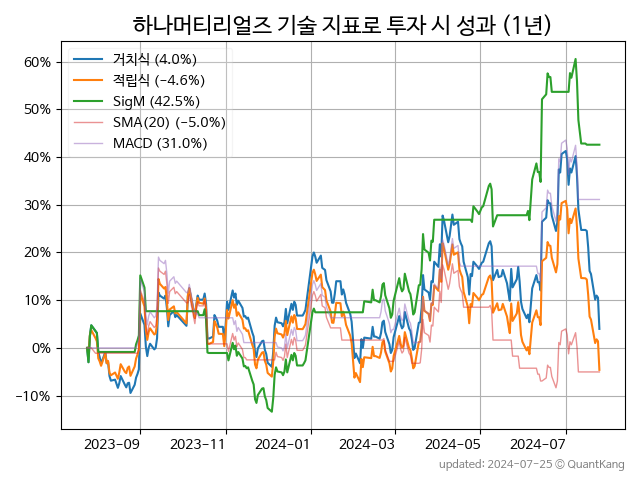 하나머티리얼즈 기술 지표로 투자 시 성과 (1년)
60%
50%
40%
30%
20%
10%
0%
−10%
거치식 (4.0%)
적립식 (−4.6%)
SigM (42.5%)
SMA(20) (−5.0%)
MACD (31.0%)
2023-09
2023-11
2024-01
2024-03
2024-05
2024-07
updated: 2024-07-25 © QuantKang